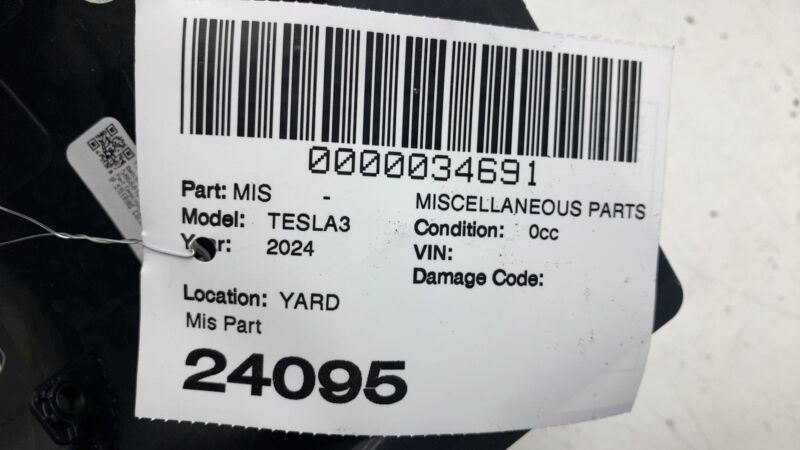 0000034691
Part: MIS - MISCELLANEOUS PARTS
Model: TESLA3 Condition: 0cc
Year: 2024 VIN:
Damage Code:
Location: YARD
Mis Part
24095